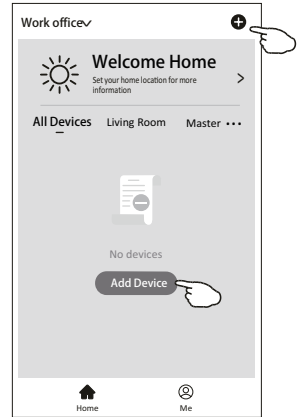 Work office
Welcome Home
Set your home location for more
information
All Devices Living Room Master ...
No devices
Add Device
Home Me